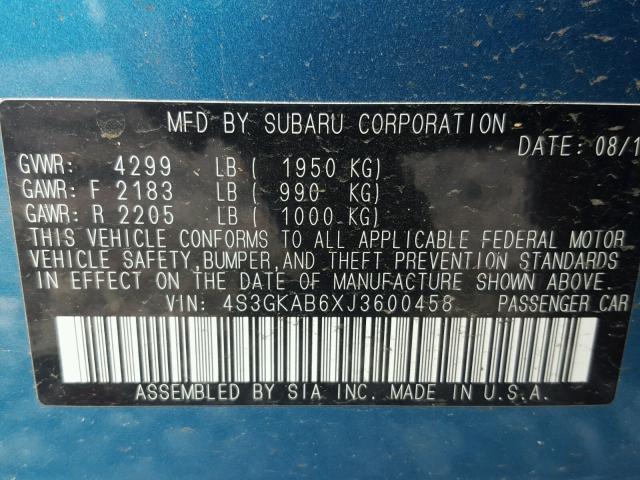 MFD BY SUBARU CORPORATION
DATE: 08/1
GVWR: 4299 LB ( 1950 KG)
GAWR: F 2183 LB ( 990 KG)
GAWR: R 2205 LB ( 1000 KG)
THIS VEHICLE CONFORMS TO ALL APPLICABLE FEDERAL MOTOR
VEHICLE SAFETY,BUMPER,AND THEFT PREVENTION STANDARDS
IN EFFECT ON THE DATE OF MANUFACTURE SHOWN ABOVE.
VIN: 4S3GKAB6XJ3600458 PASSENGER CAR
ASSEMBLED BY SIA INC. MADE IN U.S.A.